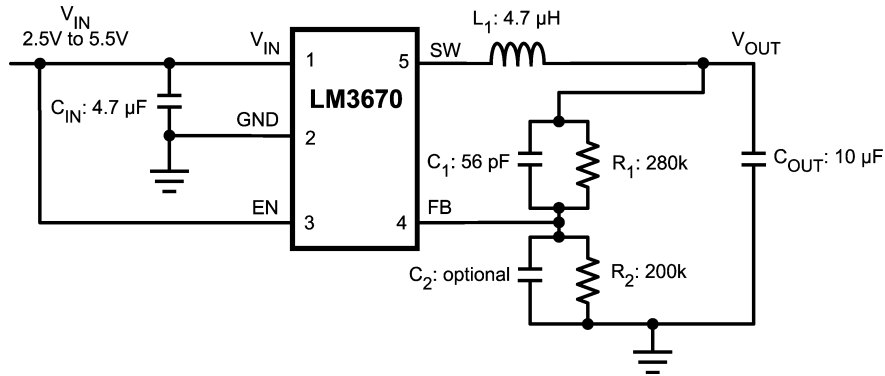 V_IN
2.5V to 5.5V
V_IN
1
5
SW
L_1: 4.7 µH
V_OUT
LM3670
C_IN: 4.7 µF
GND
2
C_1: 56 pF
R_1: 280k
C_OUT: 10 µF
EN
3
4
FB
C_2: optional
R_2: 200k